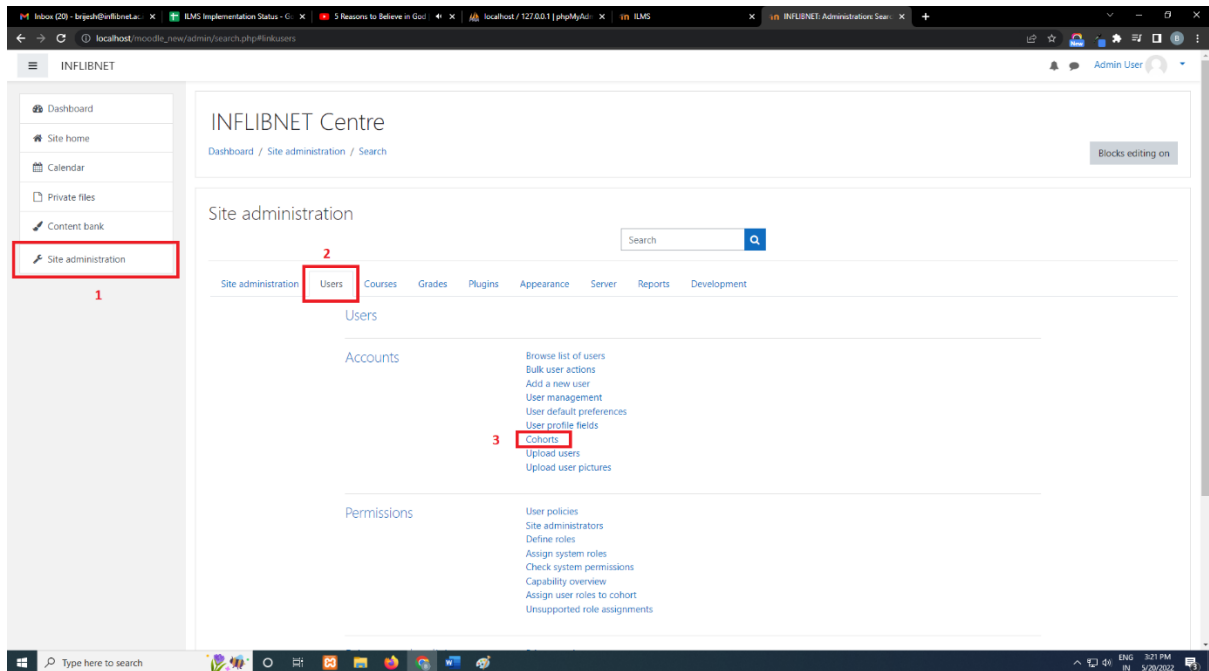 Inbox (20) - brijesh@inflibnet.ac. ILMS Implementation Status - Go 5 Reasons to Believe in God localhost / 127.0.0.1 | phpMyAdm ILMS INFLIBNET: Administration: Searc
localhost/moodle_new/admin/search.php#linkusers
New
B
INFLIBNET
Admin User
Dashboard
Site home
Calendar
Private files
Content bank
Site administration
1
INFLIBNET Centre
Dashboard / Site administration / Search
Blocks editing on
Site administration
Search
2
Site administration Users Courses Grades Plugins Appearance Server Reports Development
Users
Accounts
Browse list of users
Bulk user actions
Add a new user
User management
User default preferences
User profile fields
3 Cohorts
Upload users
Upload user pictures
Permissions
User policies
Site administrators
Define roles
Assign system roles
Check system permissions
Capability overview
Assign user roles to cohort
Unsupported role assignments
Type here to search
ENG 3:21 PM
IN 5/20/2022